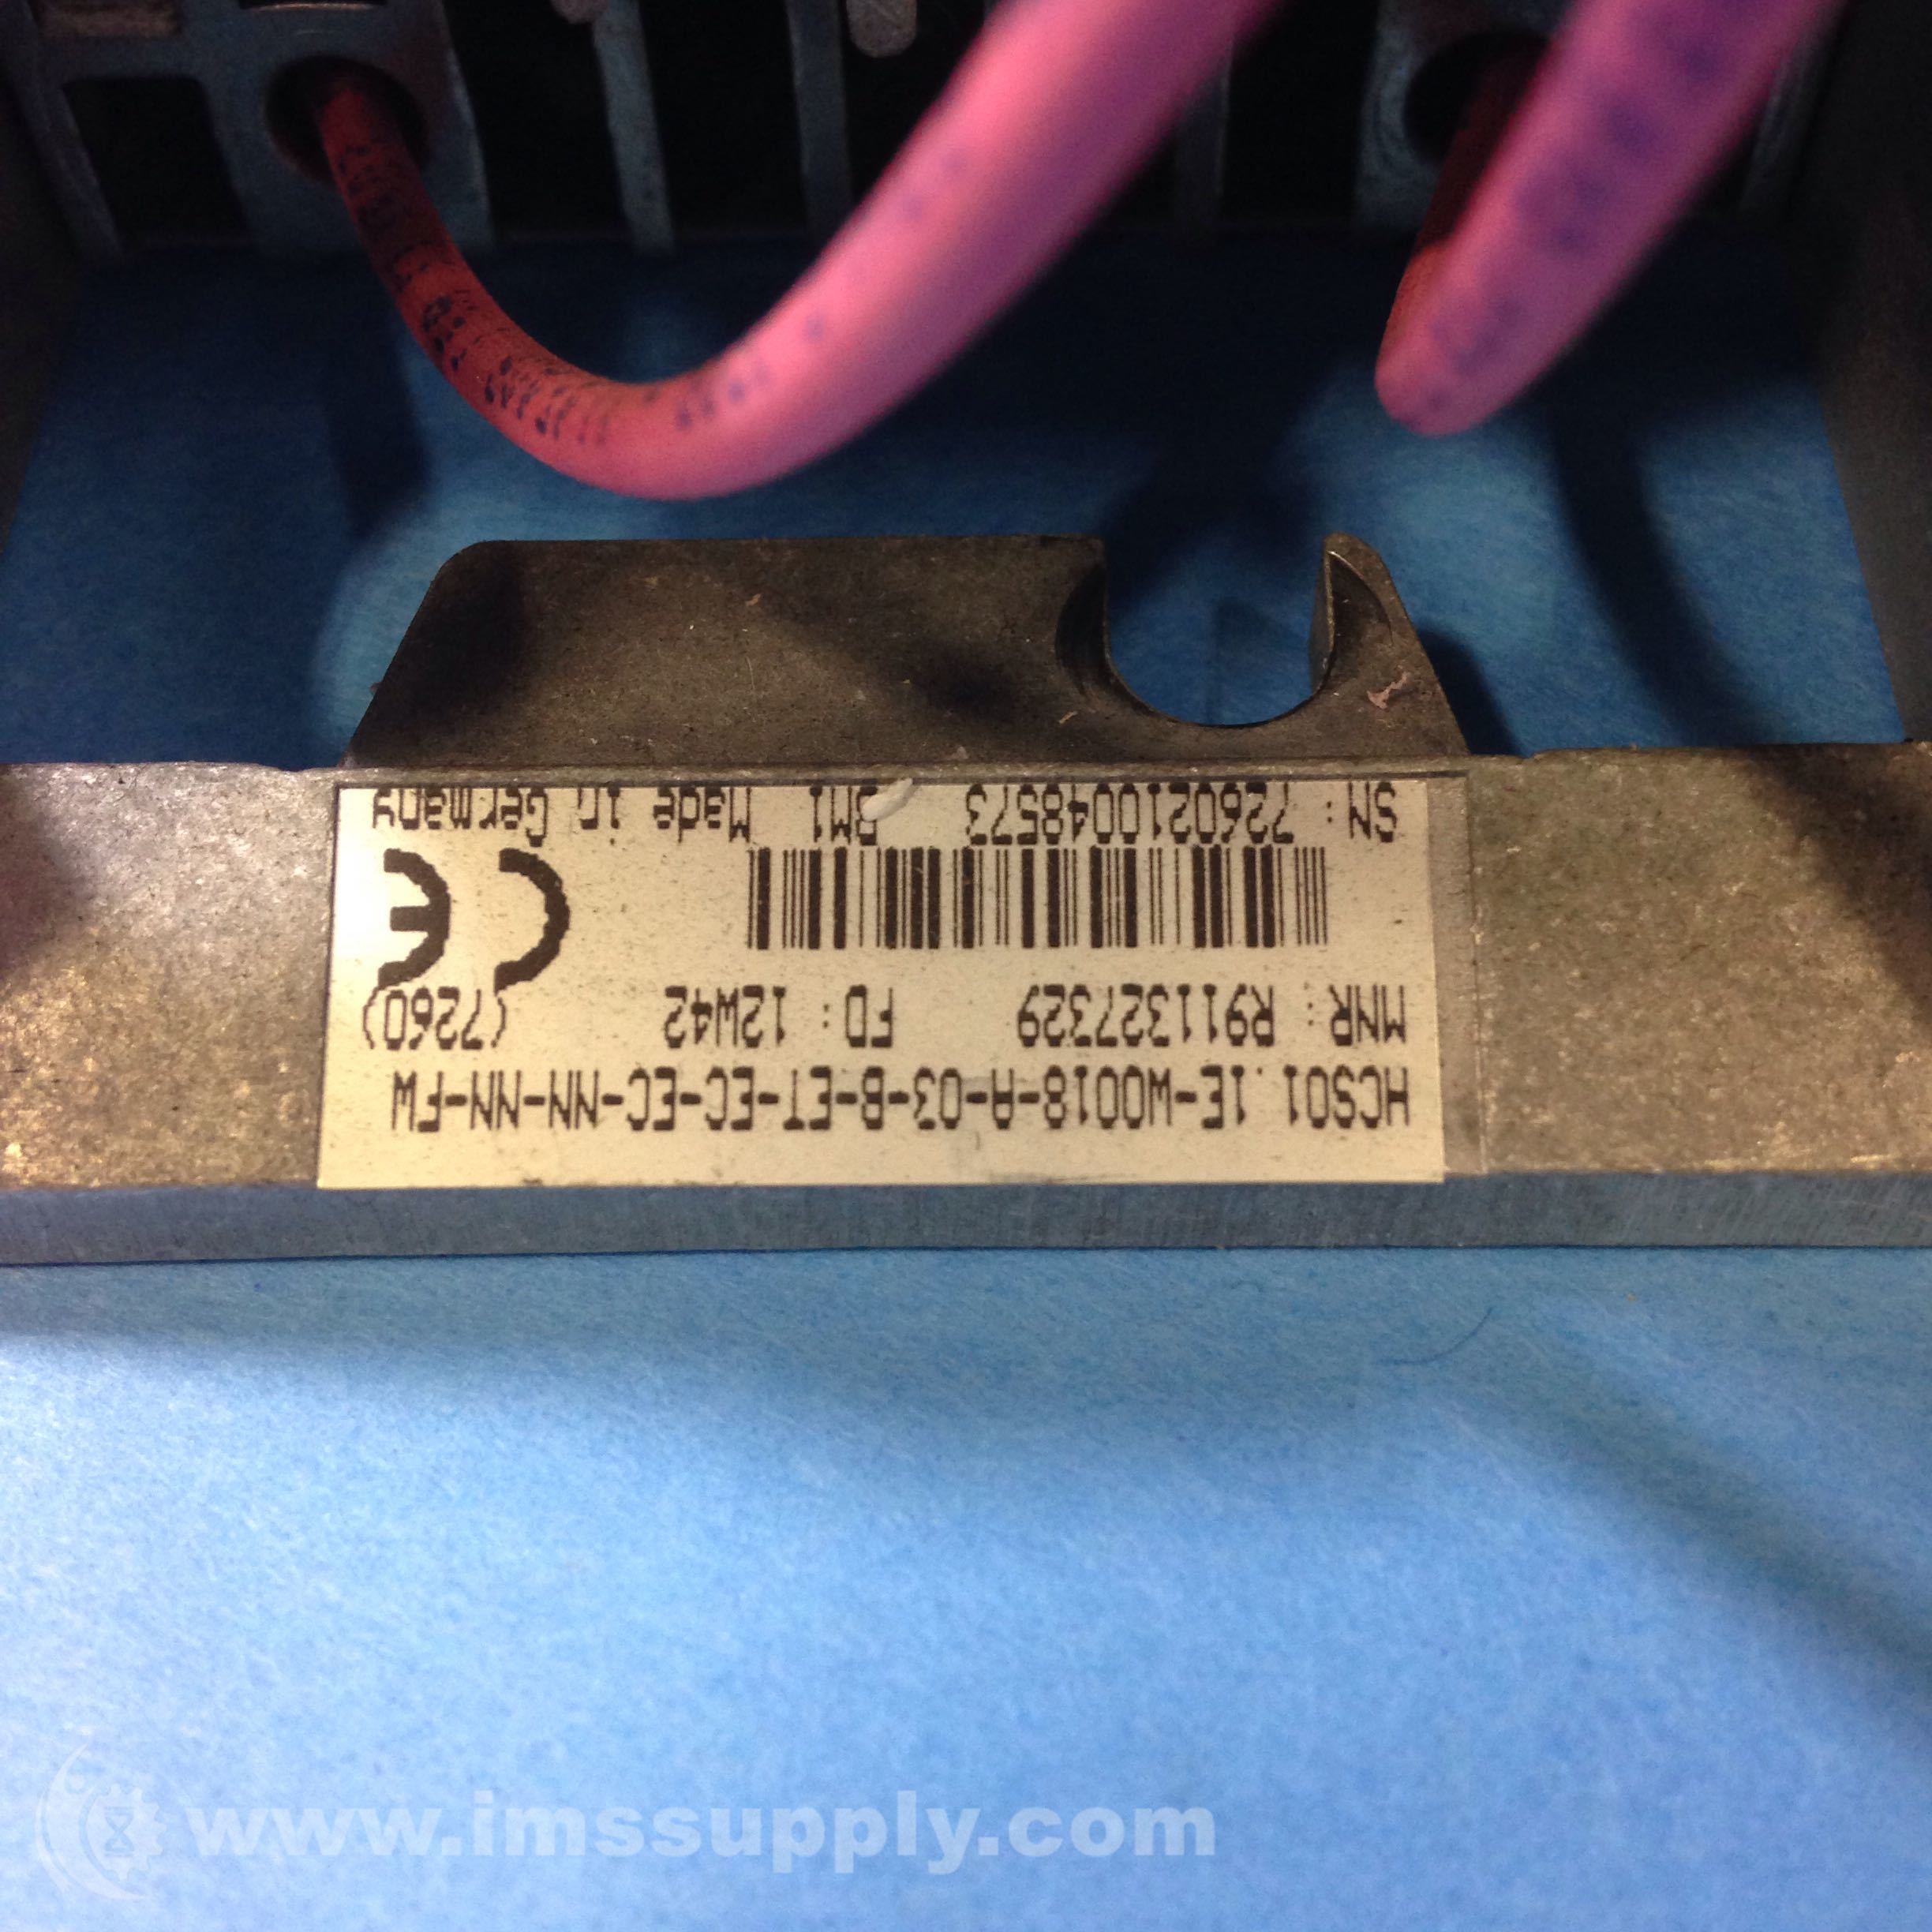 HCS01.1E-W0018-A-03-B-ET-EC-EC-NN-NN-FW
MNR: R911327329 FD: 12W42 (7260)
CE
SN: 7260210048573 BM1 Made in Germany
www.imssupply.com